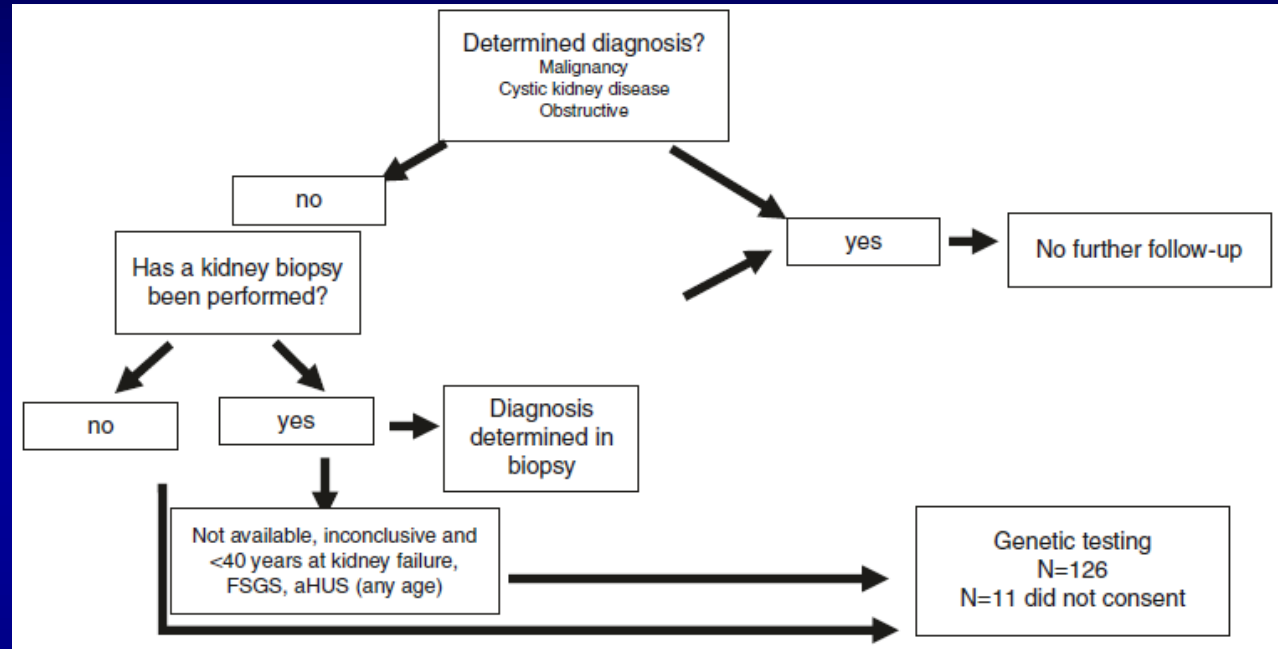 Determined diagnosis?
Malignancy
Cystic kidney disease
Obstructive
no
yes
No further follow-up
Has a kidney biopsy
been performed?
no
yes
Diagnosis
determined in
biopsy
Not available, inconclusive and
<40 years at kidney failure,
FSGS, aHUS (any age)
Genetic testing
N=126
N=11 did not consent